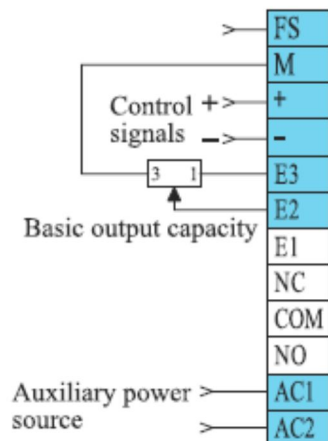 FS
M
Control
signals
+
+
-
-
3 1
E3
Basic output capacity
E2
E1
NC
COM
NO
Auxiliary power
source
AC1
AC2